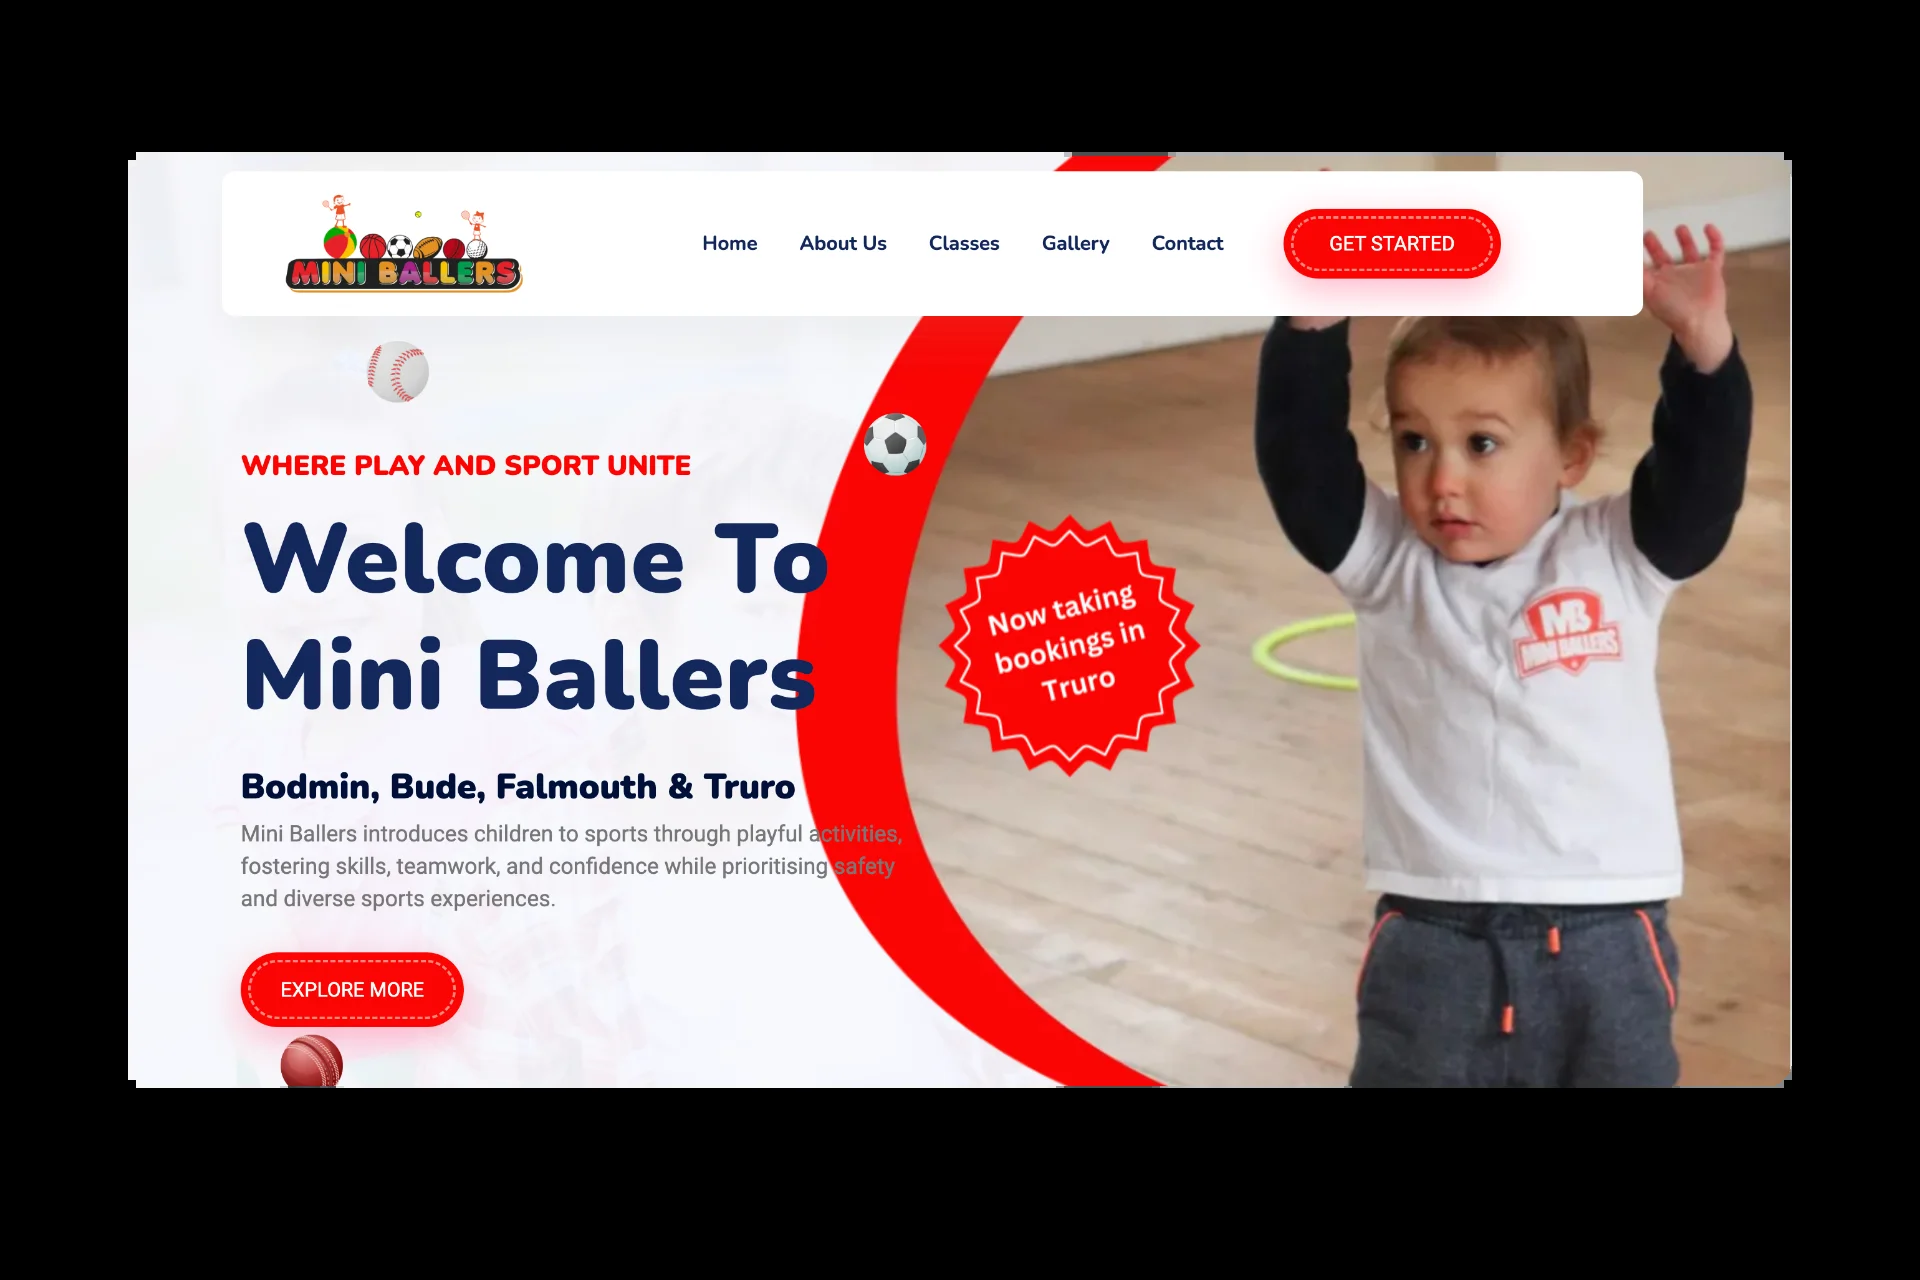 MINI BALLERS
Home
About Us
Classes
Gallery
Contact
GET STARTED
WHERE PLAY AND SPORT UNITE
Welcome To
Mini Ballers
Bodmin, Bude, Falmouth & Truro
Mini Ballers introduces children to sports through playful activities,
fostering skills, teamwork, and confidence while prioritising safety
and diverse sports experiences.
EXPLORE MORE
Now taking
bookings in
Truro
MB
MINI BALLERS